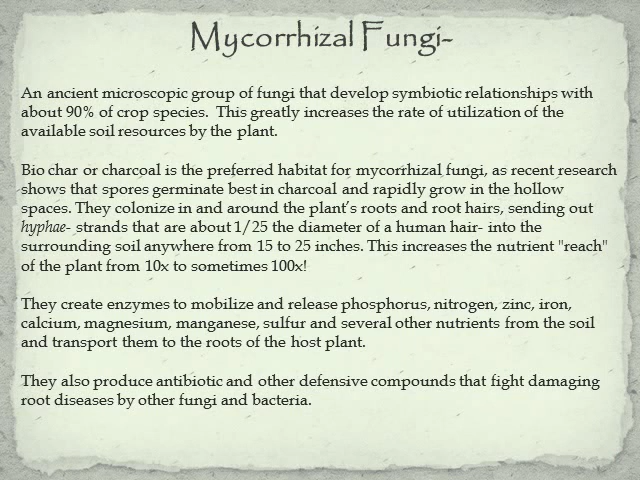 Mycorrhizal Fungi-
An ancient microscopic group of fungi that develop symbiotic relationships with
about 90% of crop species.  This greatly increases the rate of utilization of the
available soil resources by the plant.
Bio char or charcoal is the preferred habitat for mycorrhizal fungi, as recent research
shows that spores germinate best in charcoal and rapidly grow in the hollow
spaces. They colonize in and around the plant's roots and root hairs, sending out
hyphae- strands that are about 1/25 the diameter of a human hair- into the
surrounding soil anywhere from 15 to 25 inches. This increases the nutrient "reach"
of the plant from 10x to sometimes 100x!
They create enzymes to mobilize and release phosphorus, nitrogen, zinc, iron,
calcium, magnesium, manganese, sulfur and several other nutrients from the soil
and transport them to the roots of the host plant.
They also produce antibiotic and other defensive compounds that fight damaging
root diseases by other fungi and bacteria.